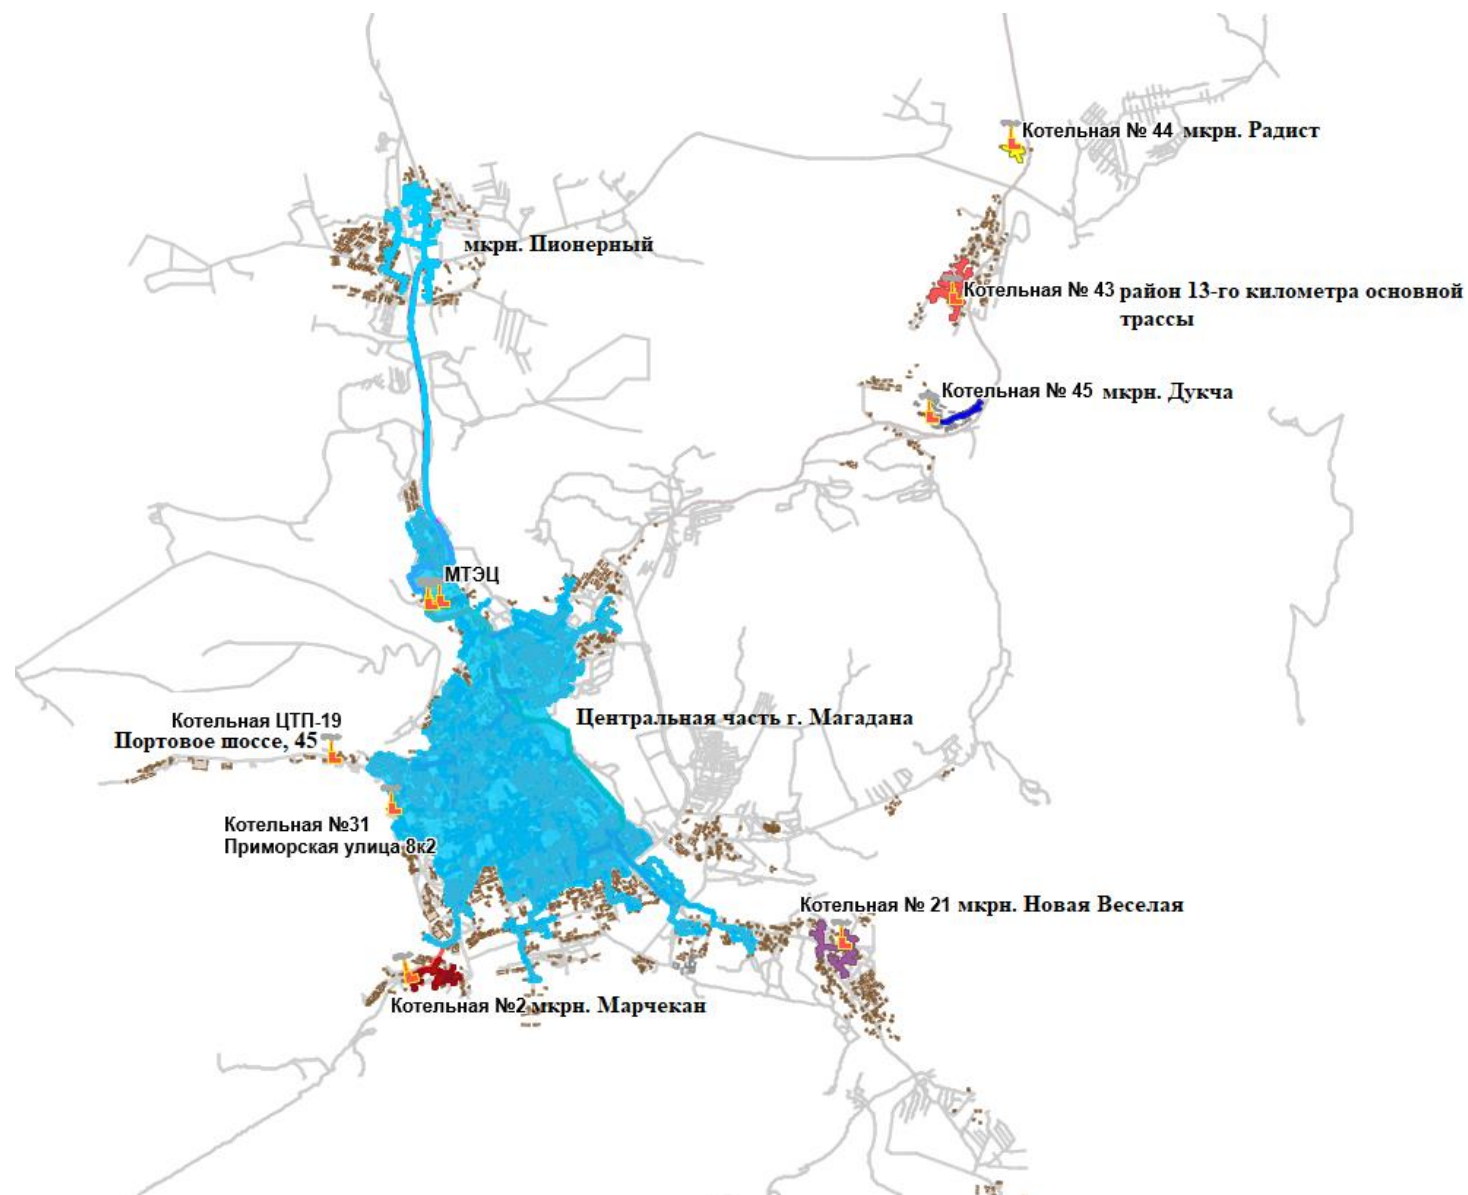 Котельная № 44 мкрн. Радист
мкрн. Пионерный
Котельная № 43 район 13-го километра основной
трассы
Котельная № 45 мкрн. Дукча
МТЭЦ
Котельная ЦТП-19
Портовое шоссе, 45
Центральная часть г. Магадана
Котельная №31
Приморская улица 8к2
Котельная № 21 мкрн. Новая Веселая
Котельная №2 мкрн. Марчекан